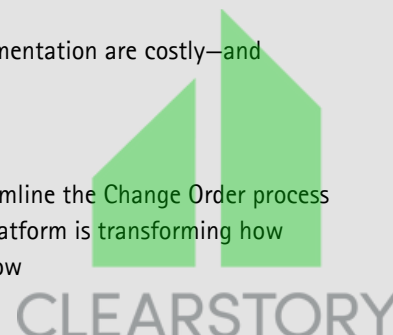 mentation are costly—and
mline the Change Order process
atform is transforming how
ow
CLEARSTORY